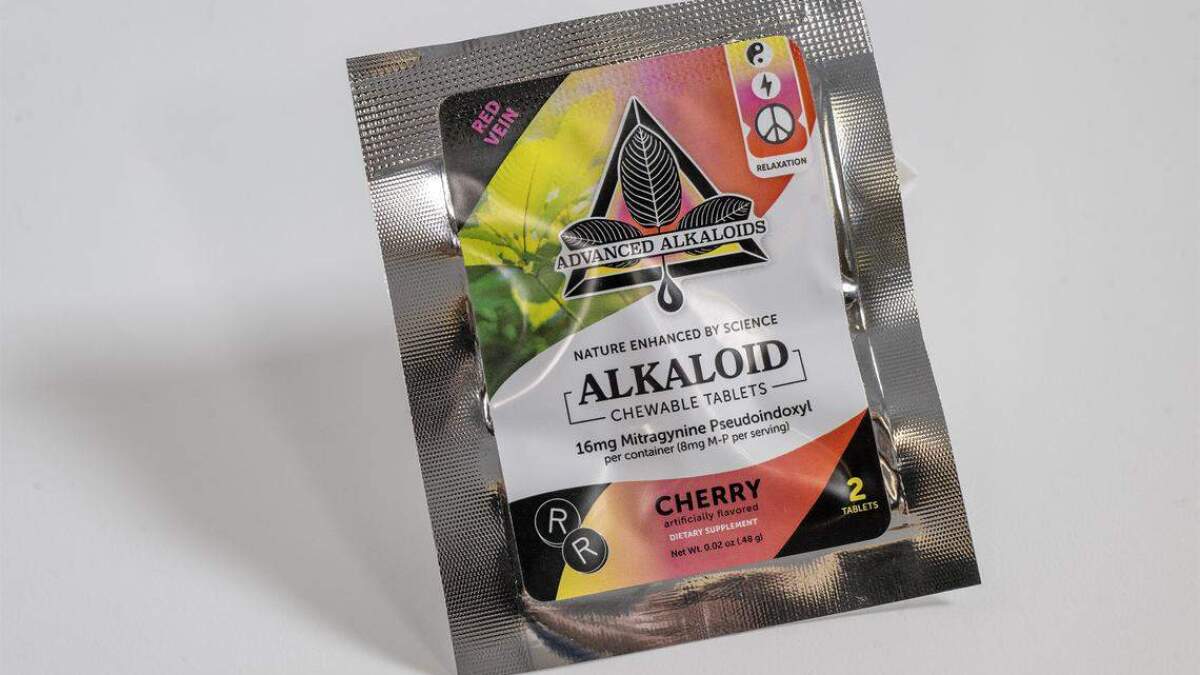 RED
VEIN
RELAXATION
ADVANCED ALKALOIDS
NATURE ENHANCED BY SCIENCE
ALKALOID
CHEWABLE TABLETS
16mg Mitragynine Pseudoindoxyl
per container (8mg M-P per serving)
CHERRY
artificially flavored
DIETARY SUPPLEMENT
Net Wt. 0.02 oz (.48 g)
2
TABLETS
R
R